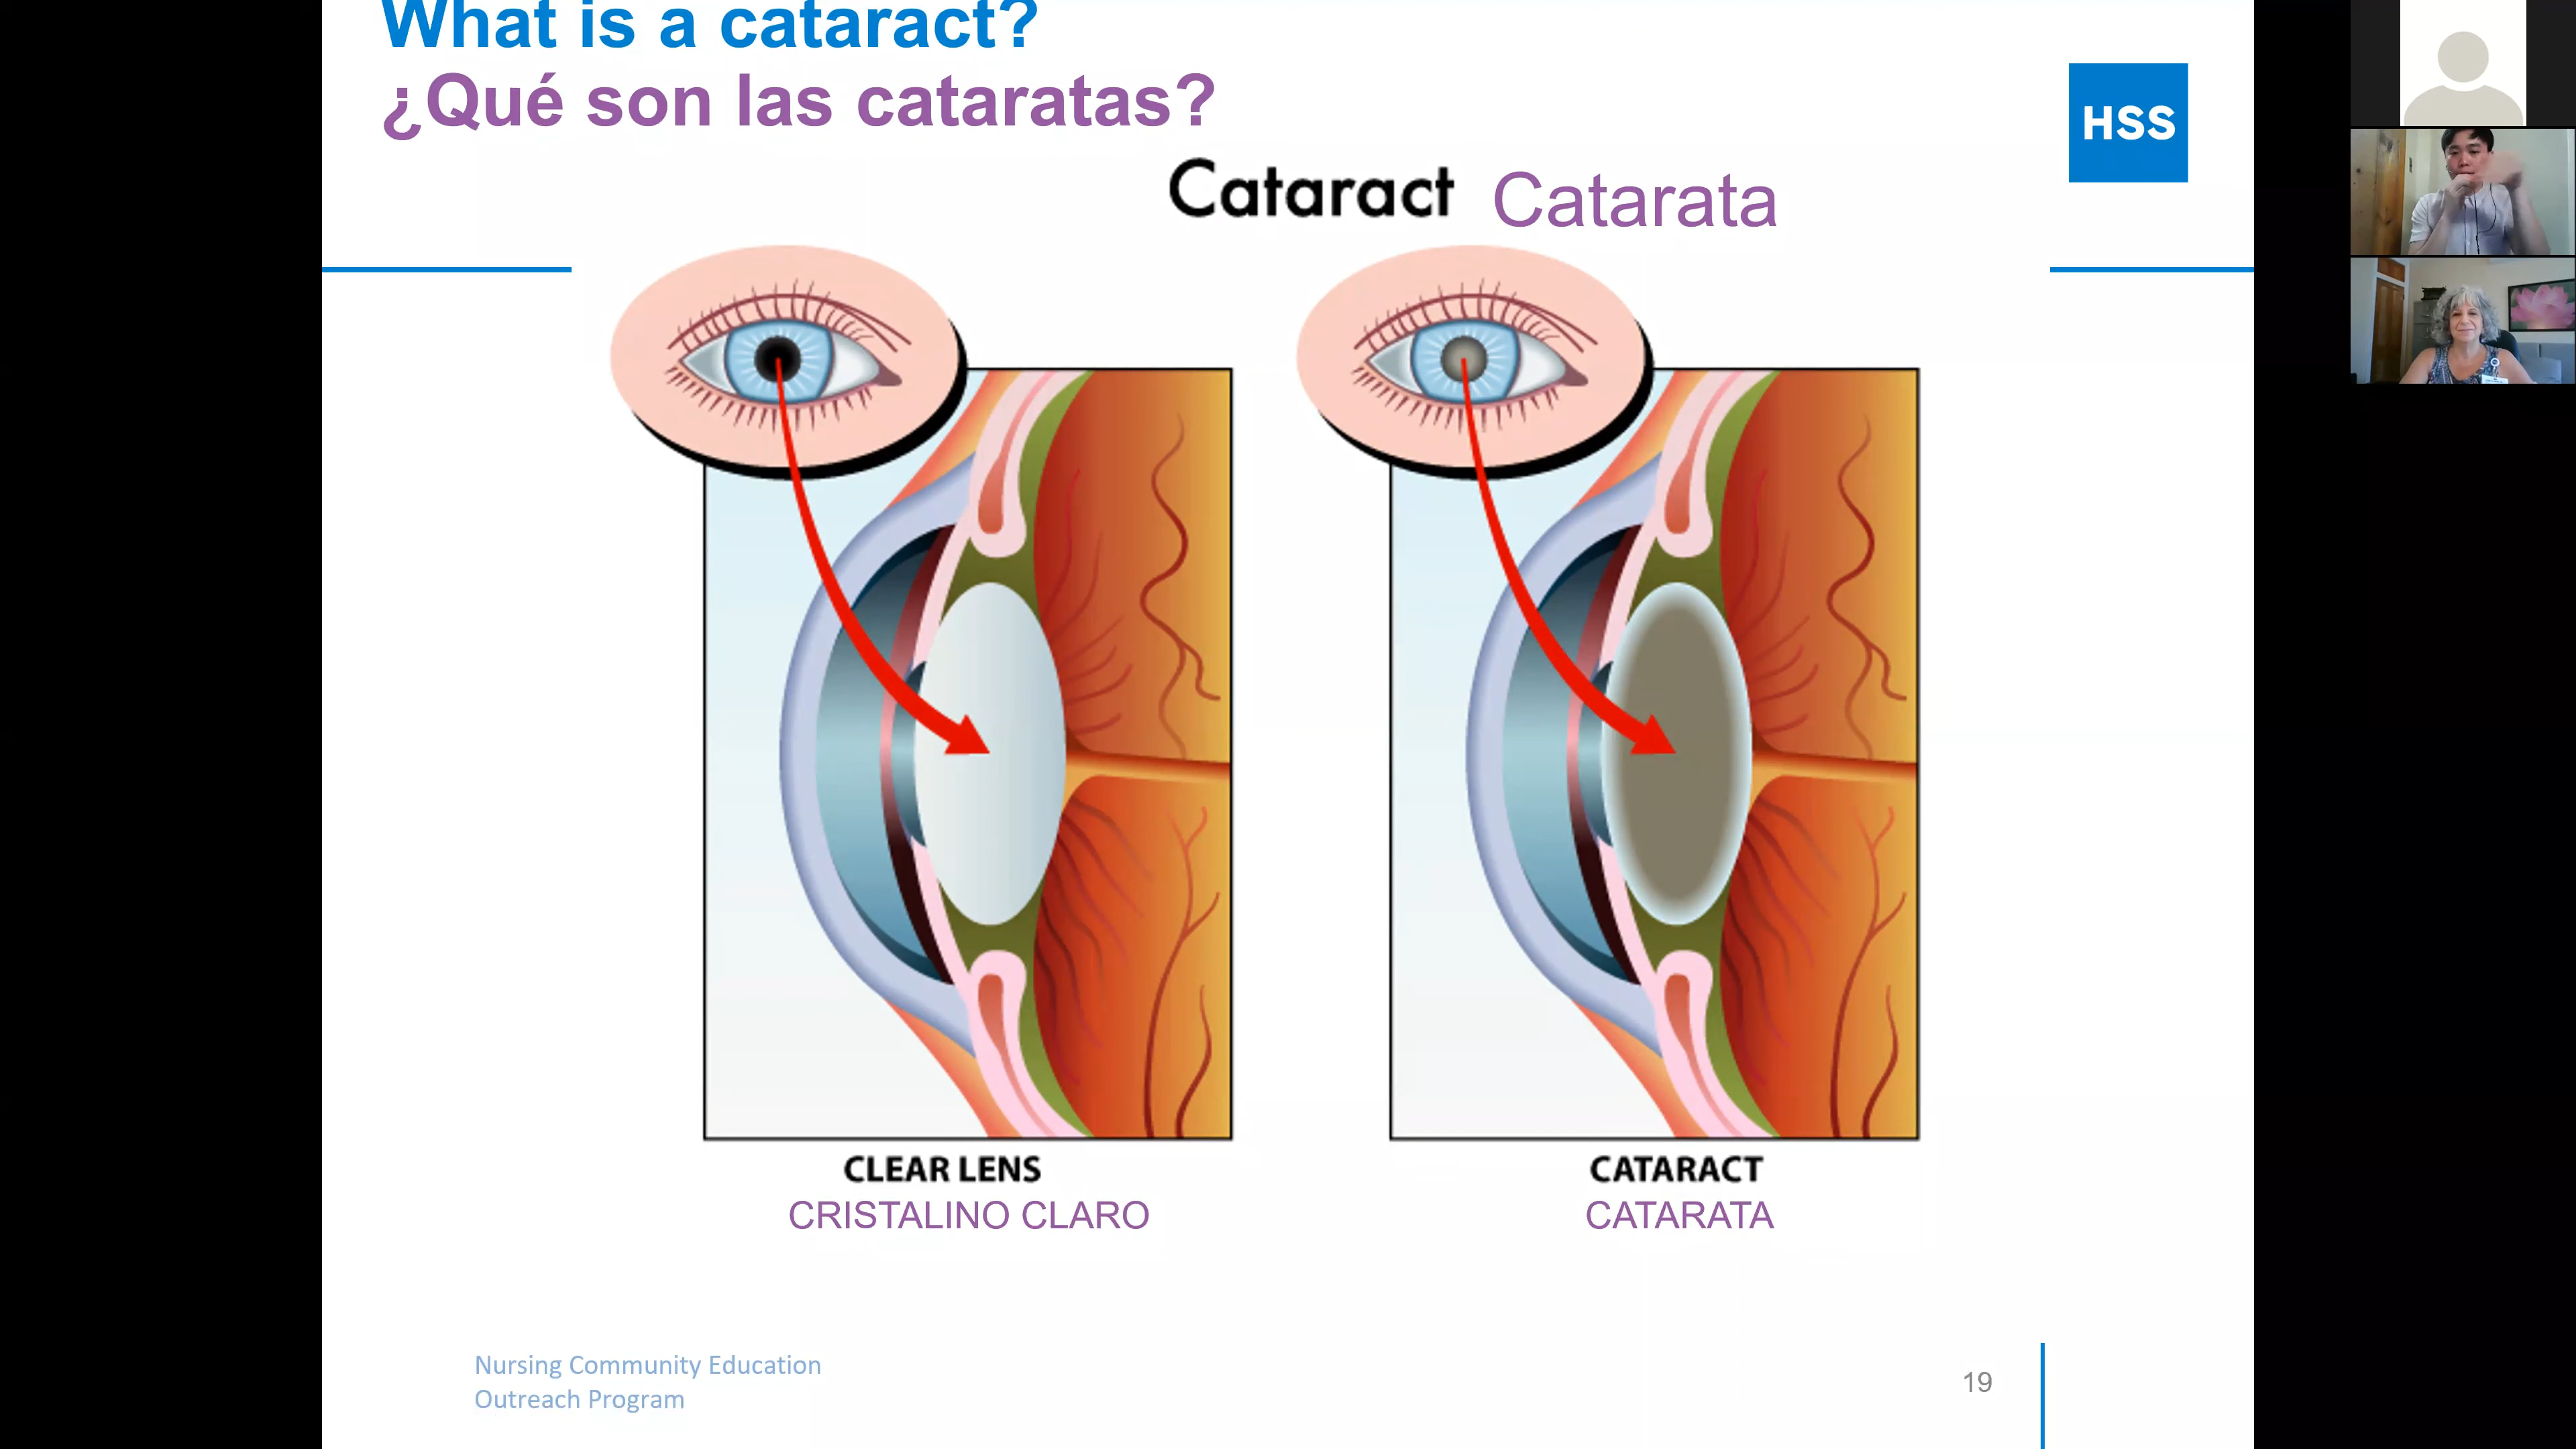 What is a cataract?
¿Qué son las cataratas?
HSS
Cataract Catarata
CLEAR LENS
CRISTALINO CLARO
CATARACT
CATARATA
Nursing Community Education
Outreach Program
19